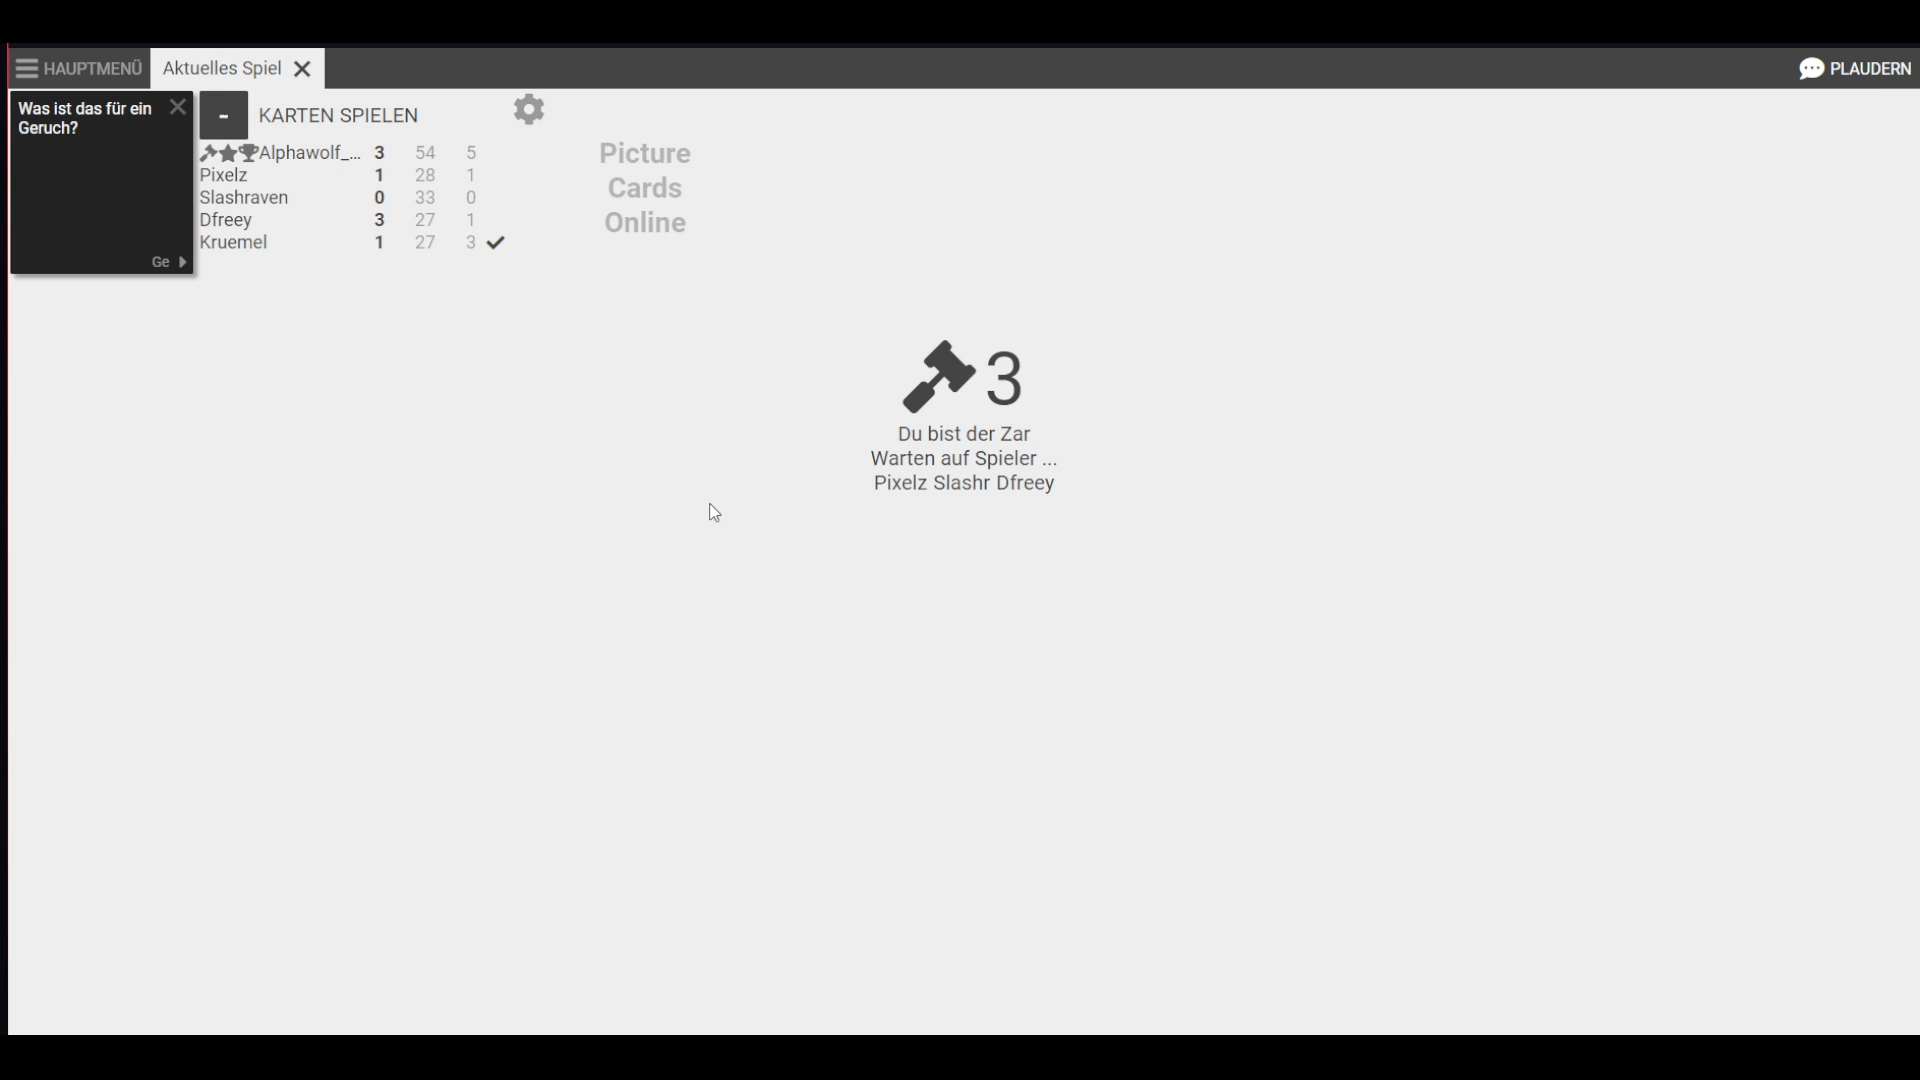 HAUPTMENÜ
Aktuelles Spiel
PLAUDERN
Was ist das für ein
Geruch?
Ge
-
KARTEN SPIELEN
Alphawolf_... 3 54 5
Pixelz 1 28 1
Slashraven 0 33 0
Dfreey 3 27 1
Kruemel 1 27 3
Picture
Cards
Online
3
Du bist der Zar
Warten auf Spieler ...
Pixelz Slashr Dfreey